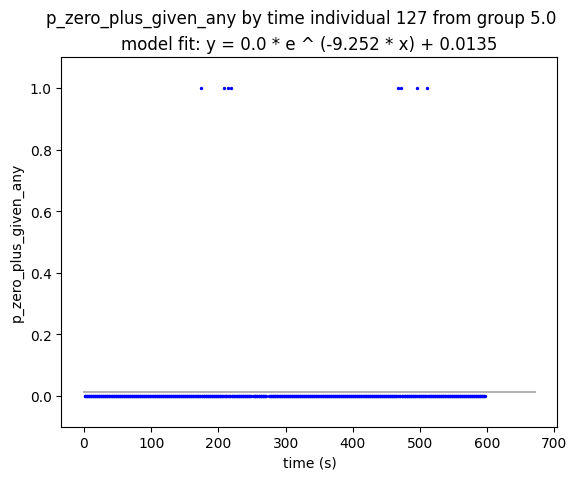 p_zero_plus_given_any by time individual 127 from group 5.0
model fit: y = 0.0 * e ^ (-9.252 * x) + 0.0135
1.0
0.8
0.6
0.4
0.2
0.0
p_zero_plus_given_any
0 100 200 300 400 500 600 700
time (s)